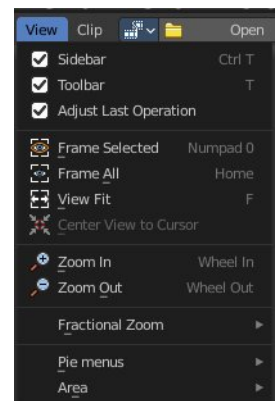 View Clip Open
Sidebar Ctrl T
Toolbar T
Adjust Last Operation
Frame Selected Numpad 0
Frame All Home
View Fit F
Center View to Cursor
Zoom In Wheel In
Zoom Out Wheel Out
Fractional Zoom
Pie menus
Area